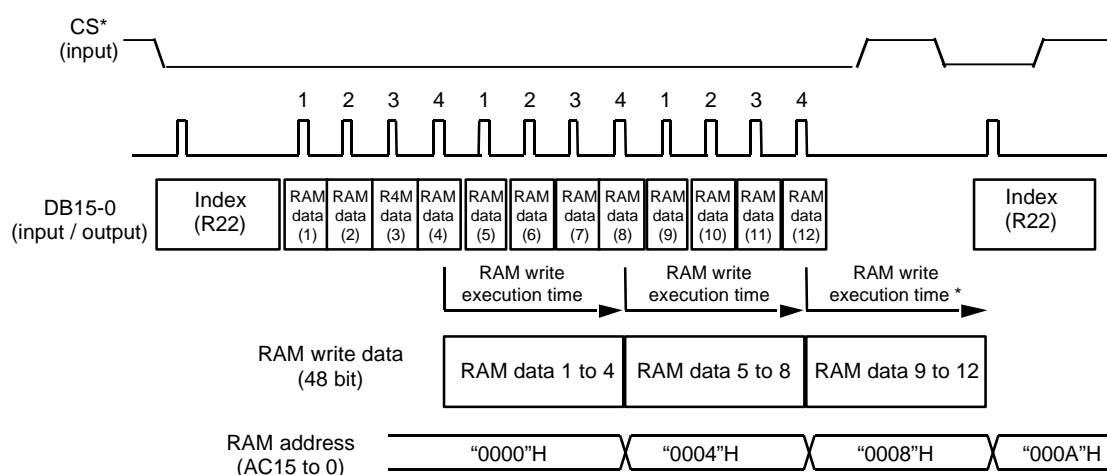 CS*
(input)
1 2 3 4 1 2 3 4 1 2 3 4
DB15-0
(input / output)
Index
(R22)
RAM
data
(1)
RAM
data
(2)
R4M
data
(3)
RAM
data
(4)
RAM
data
(5)
RAM
data
(6)
RAM
data
(7)
RAM
data
(8)
RAM
data
(9)
RAM
data
(10)
RAM
data
(11)
RAM
data
(12)
Index
(R22)
RAM write
execution time
RAM write
execution time
RAM write
execution time *
RAM write data
(48 bit)
RAM data 1 to 4
RAM data 5 to 8
RAM data 9 to 12
RAM address
(AC15 to 0)
“0000”H
“0004”H
“0008”H
“000A”H